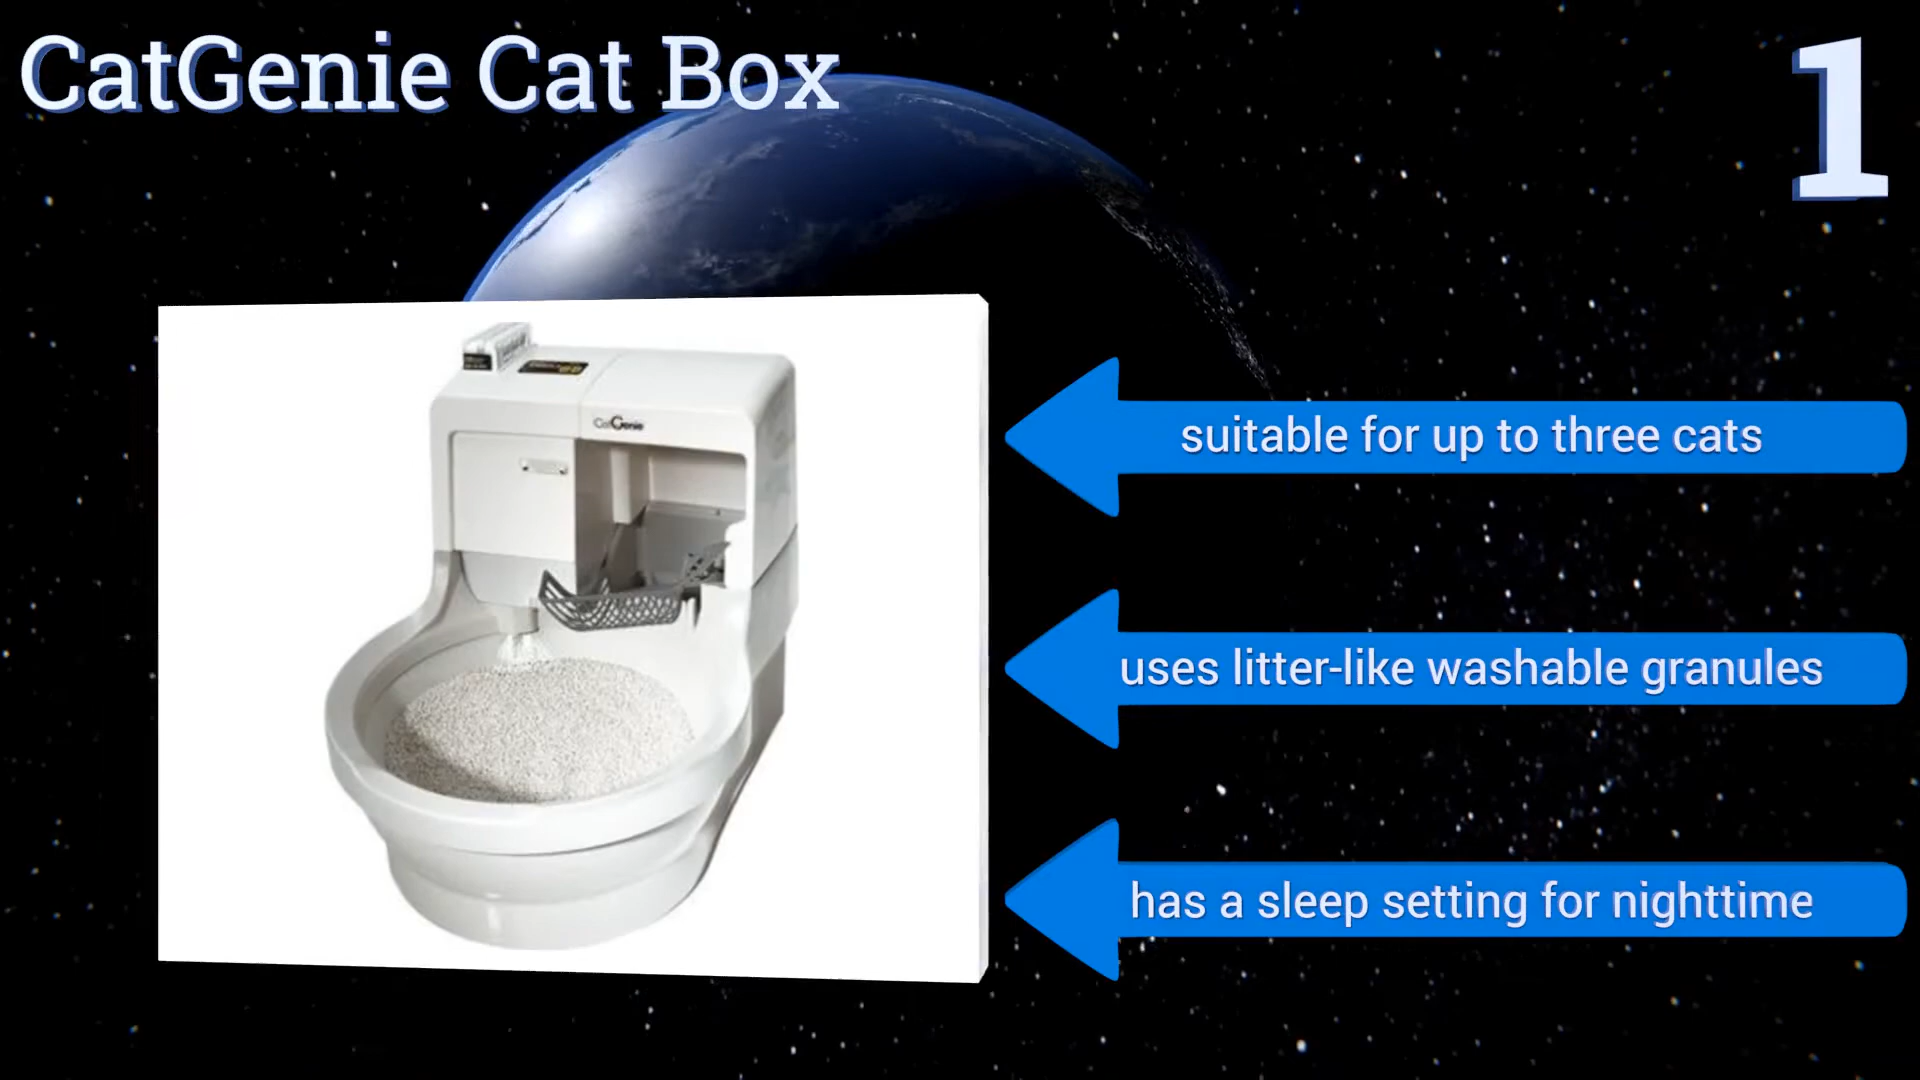 CatGenie Cat Box
1
CatGenie
suitable for up to three cats
uses litter-like washable granules
has a sleep setting for nighttime